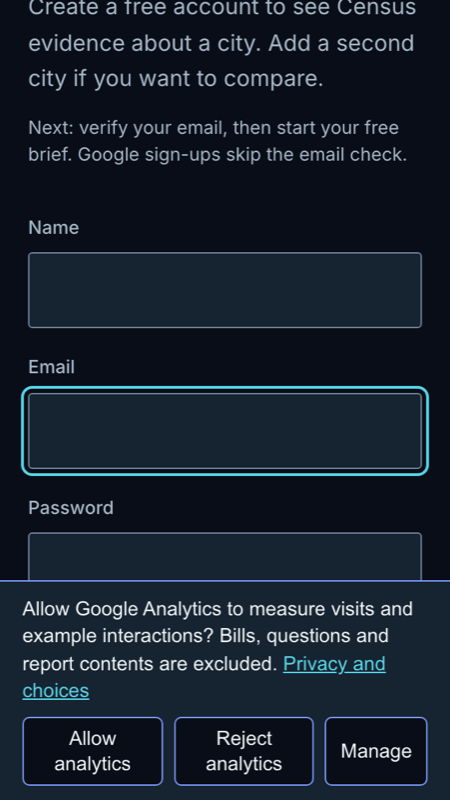 Create a free account to see Census
evidence about a city. Add a second
city if you want to compare.
Next: verify your email, then start your free
brief. Google sign-ups skip the email check.
Name
Email
Password
Allow Google Analytics to measure visits and
example interactions? Bills, questions and
report contents are excluded. Privacy and
choices
Allow
analytics
Reject
analytics
Manage